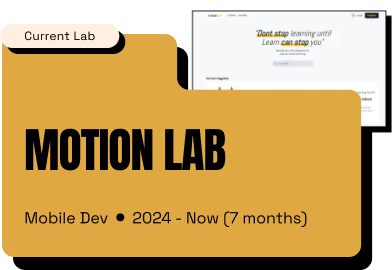 Current Lab
"Dont stop learning until
Learn can stop you"
MOTION LAB
Mobile Dev ● 2024 - Now (7 months)